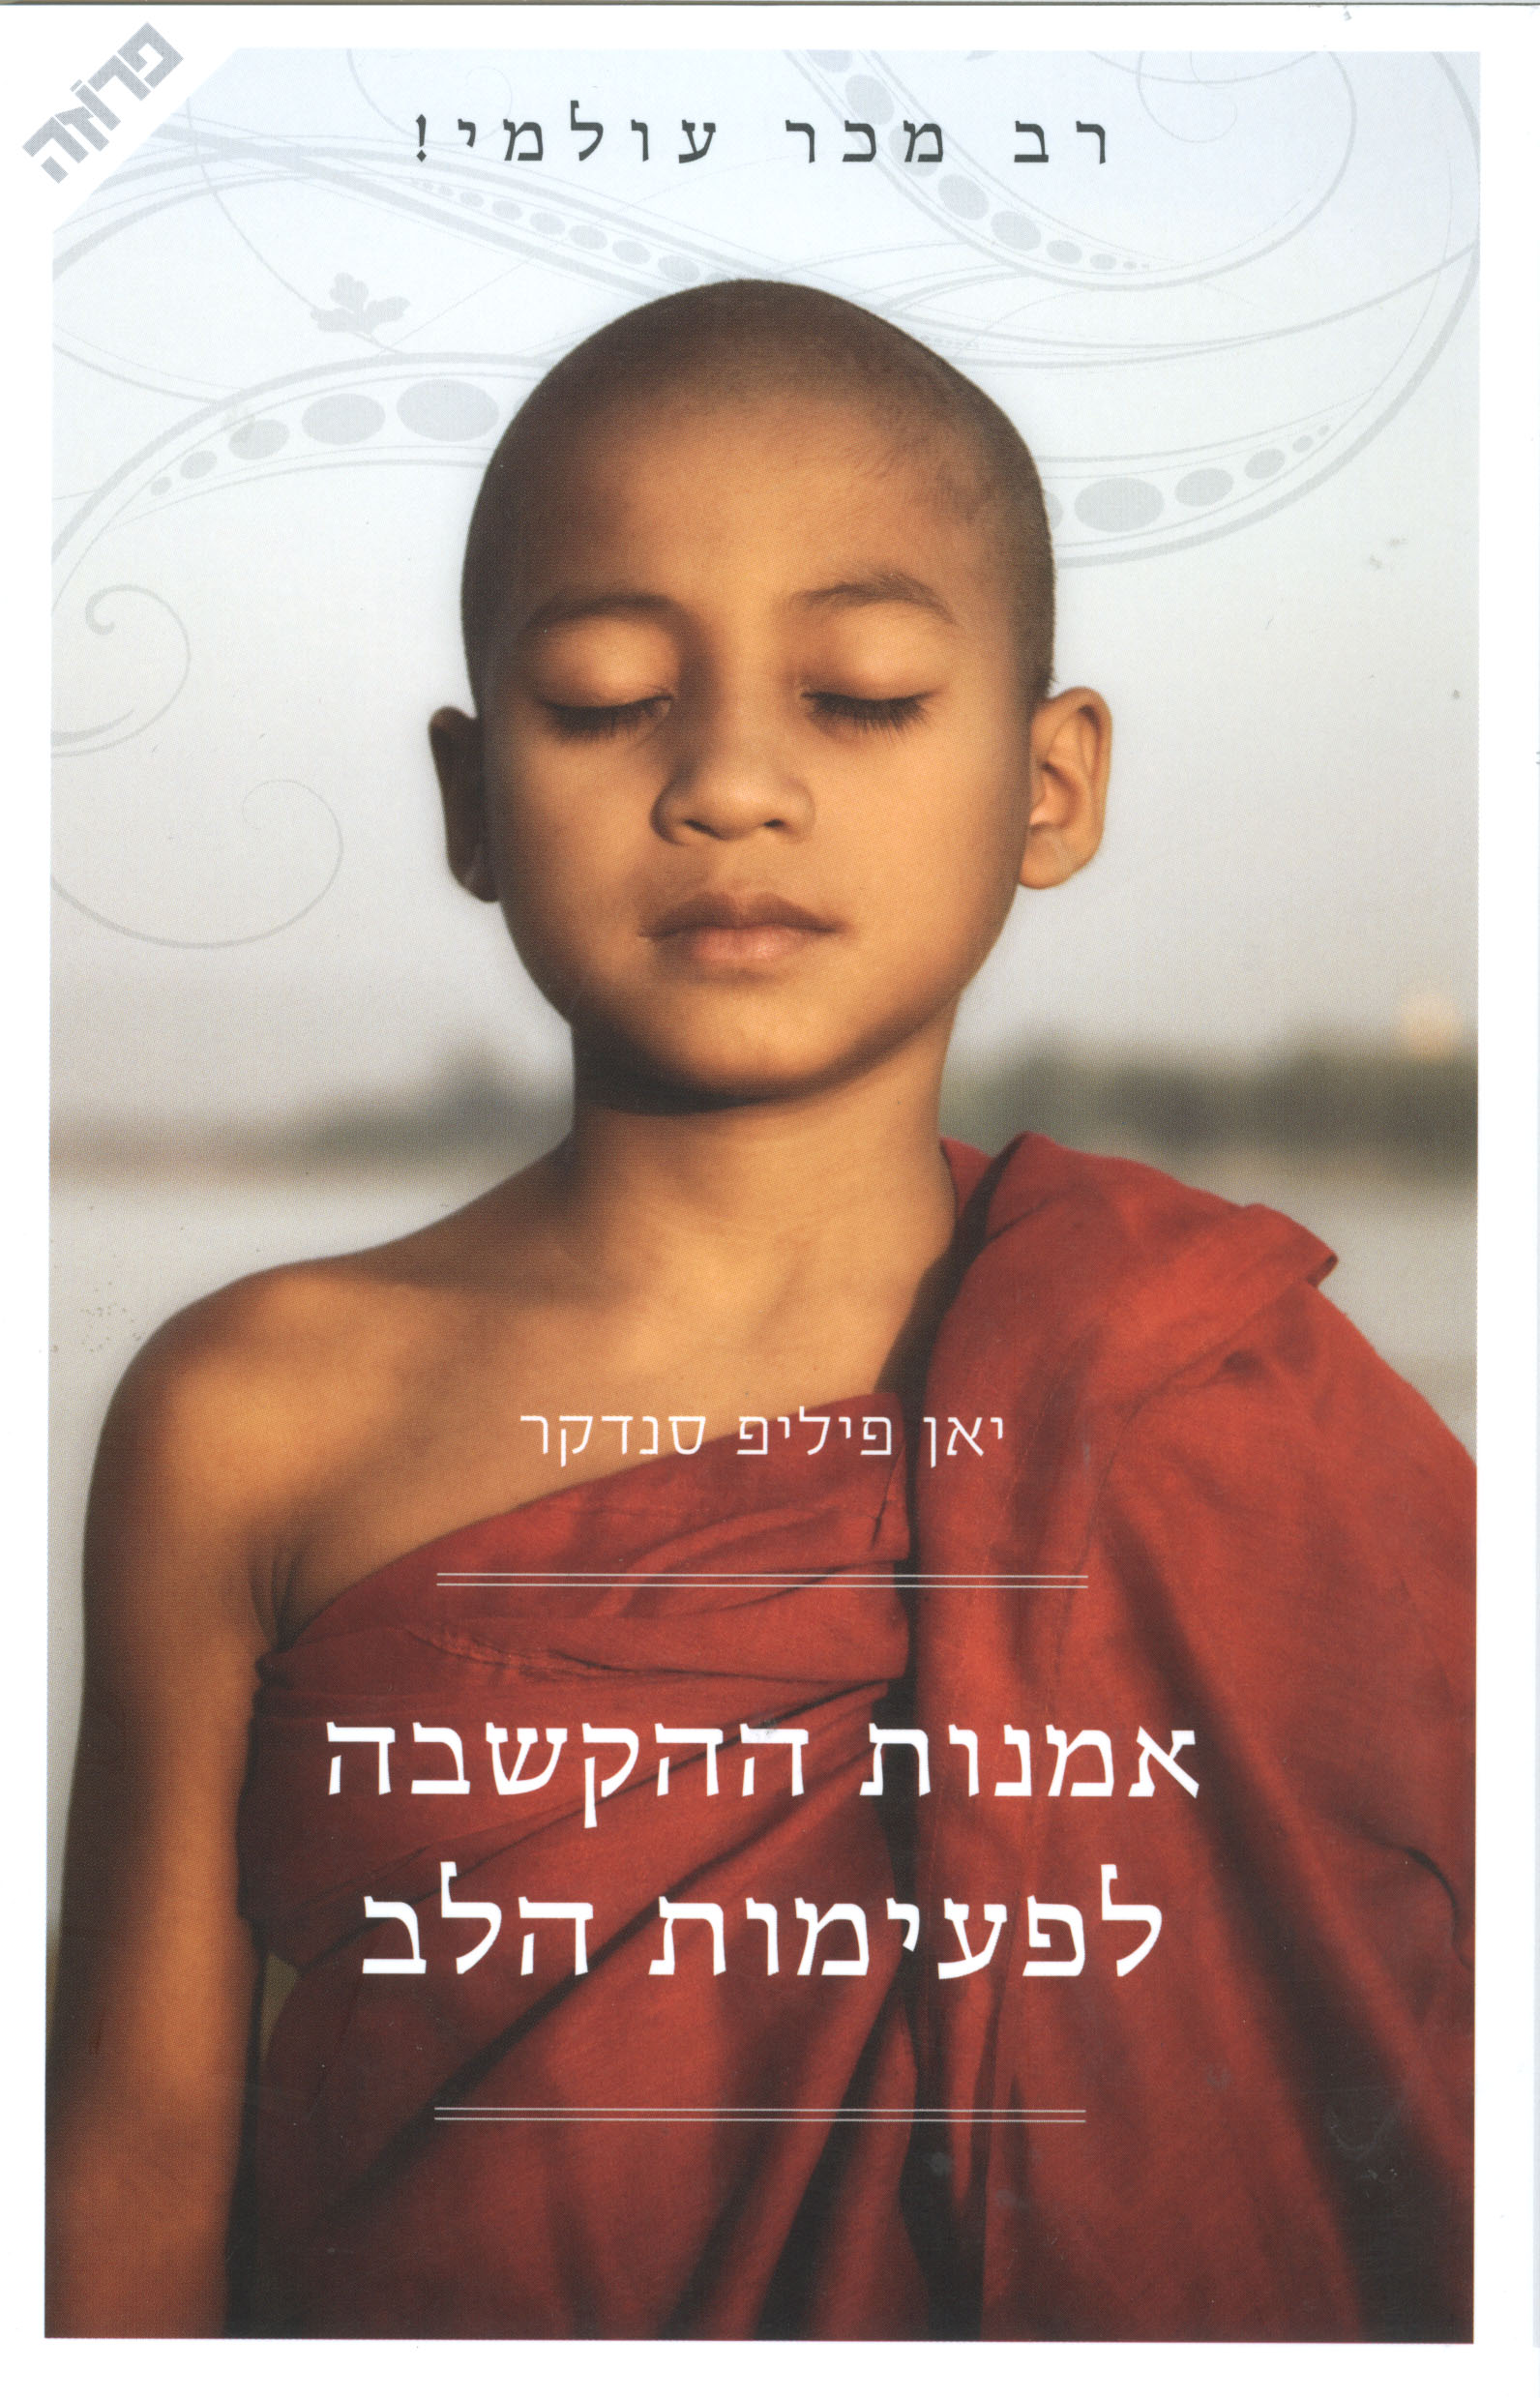 פרוזה
רב מכר עולמי!
יאן פיליפ סנדקר
אמנות ההקשבה
לפעימות הלב